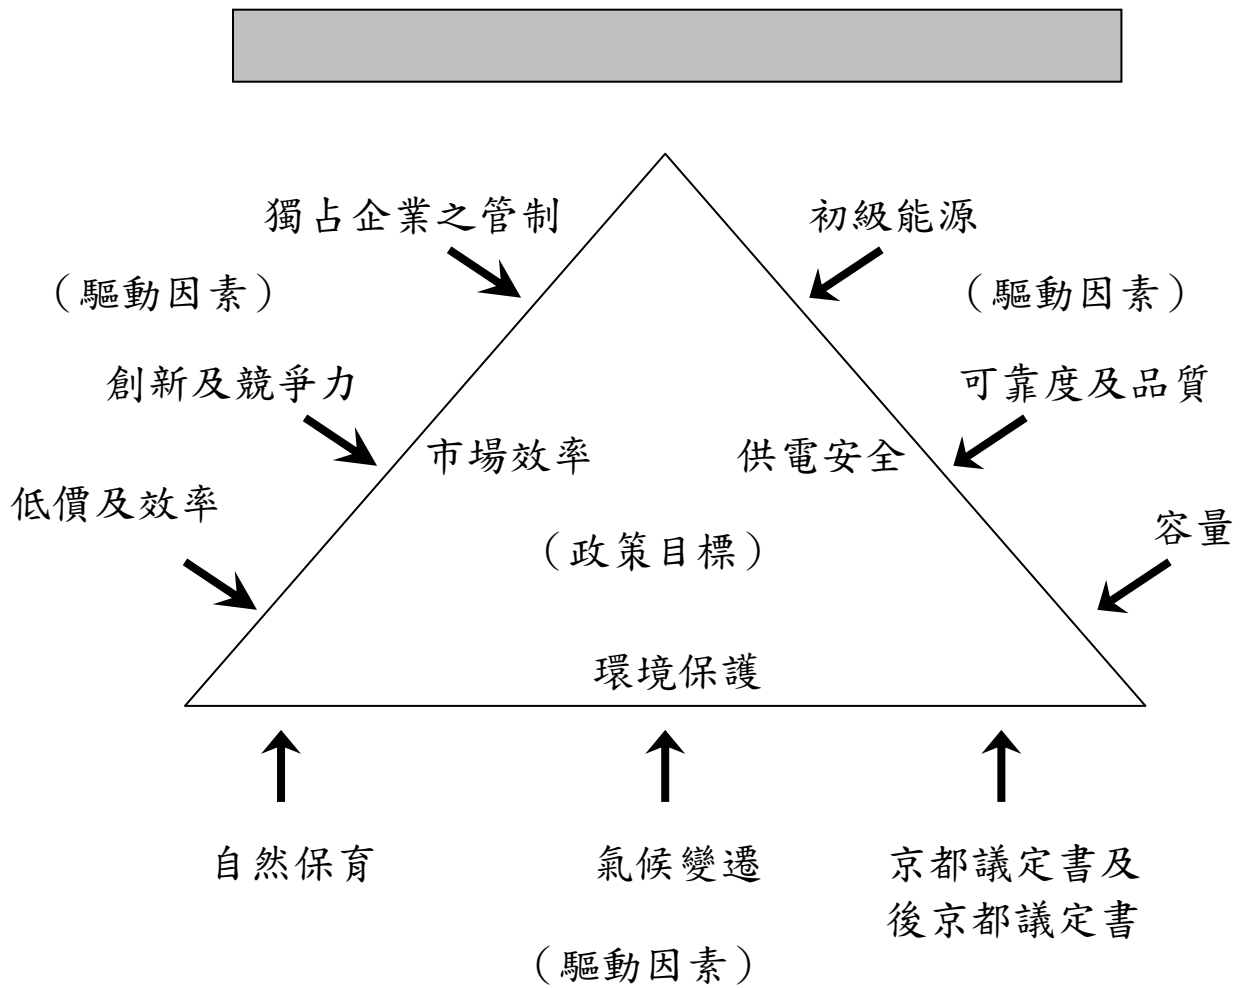 獨占企業之管制
初級能源
（驅動因素）
（驅動因素）
創新及競爭力
可靠度及品質
市場效率
供電安全
低價及效率
容量
（政策目標）
環境保護
自然保育
氣候變遷
京都議定書及
後京都議定書
（驅動因素）